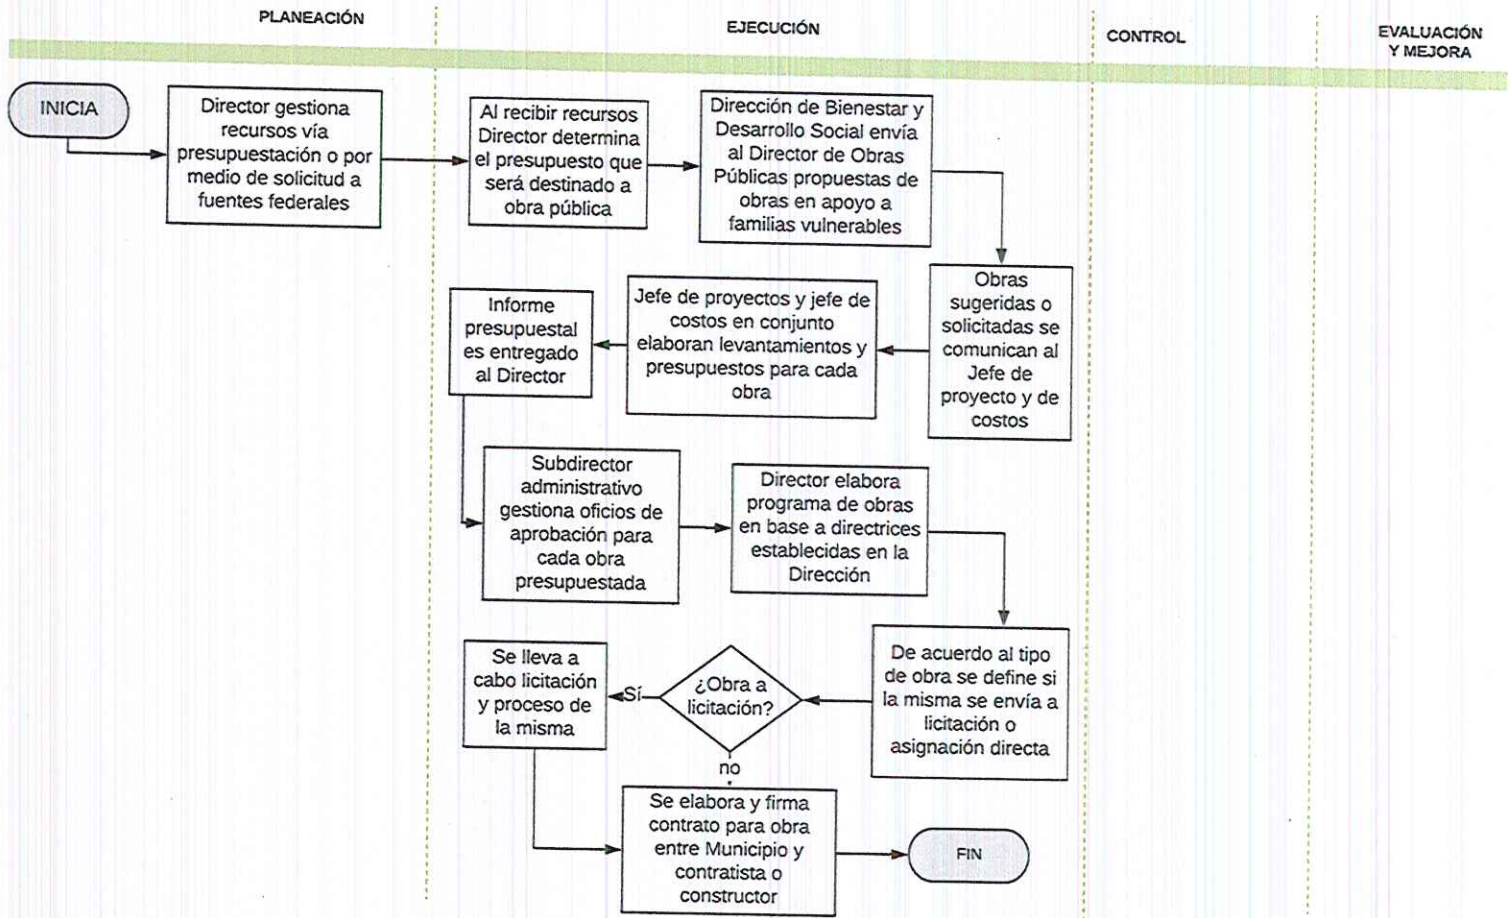 PLANEACIÓN
EJECUCIÓN
CONTROL
EVALUACIÓN
Y MEJORA
INICIA
Director gestiona
recursos vía
presupuestación o por
medio de solicitud a
fuentes federales
Al recibir recursos
Director determina
el presupuesto que
será destinado a
obra pública
Dirección de Bienestar y
Desarrollo Social envía
al Director de Obras
Públicas propuestas de
obras en apoyo a
familias vulnerables
Obras
sugeridas o
solicitadas se
comunican al
Jefe de
proyecto y de
costos
Jefe de proyectos y jefe de
costos en conjunto
elaboran levantamientos y
presupuestos para cada
obra
Informe
presupuestal
es entregado
al Director
Subdirector
administrativo
gestiona oficios de
aprobación para
cada obra
presupuestada
Director elabora
programa de obras
en base a directrices
establecidas en la
Dirección
De acuerdo al tipo
de obra se define si
la misma se envía a
licitación o
asignación directa
¿Obra a
licitación?
Sí
Se lleva a
cabo licitación
y proceso de
la misma
no
Se elabora y firma
contrato para obra
entre Municipio y
contratista o
constructor
FIN